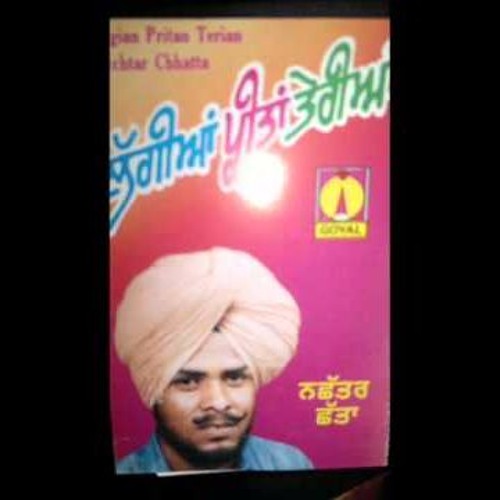 gian Pritan Terian
chtar Chhatta
ਲੱਗੀਆਂ ਪ੍ਰੀਤਾਂ ਤੇਰੀਆਂ
GOYAL
ਨਛੱਤਰ
ਛੱਤਾ